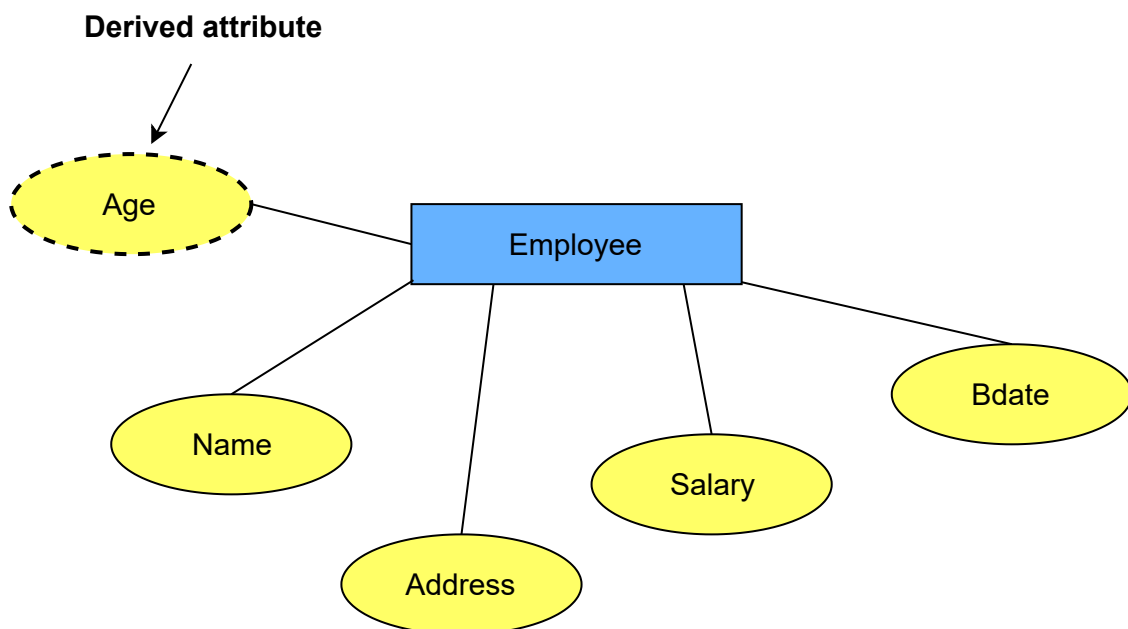 Derived attribute
Age
Employee
Bdate
Name
Salary
Address